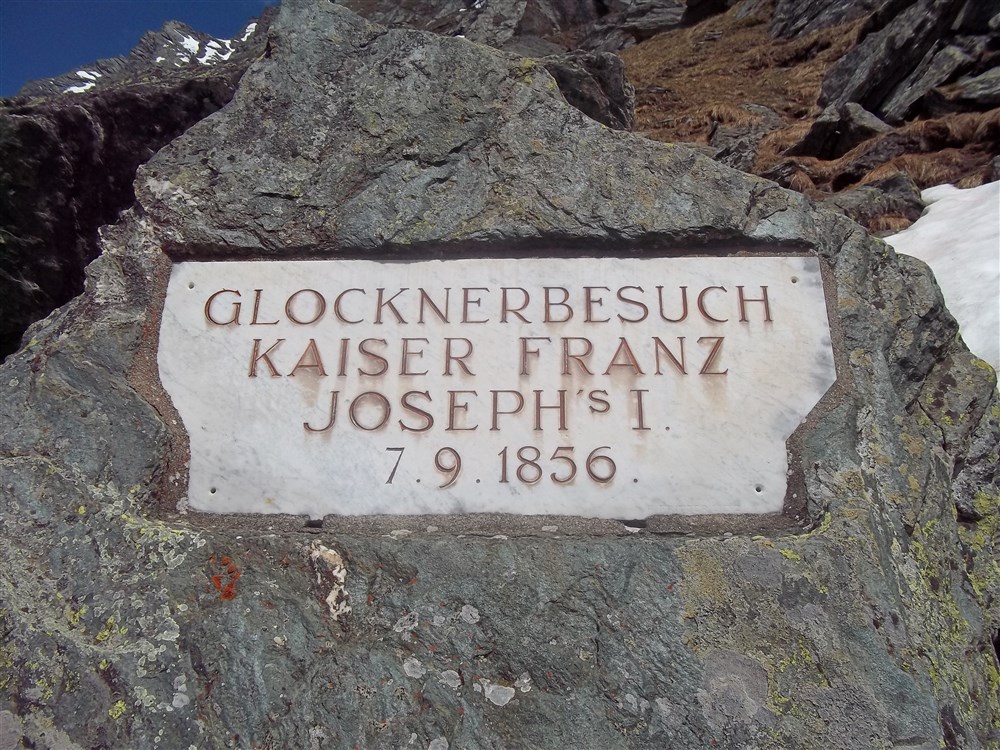 GLOCKNERBESUCH
KAISER FRANZ
JOSEPH's I.
7.9.1856.